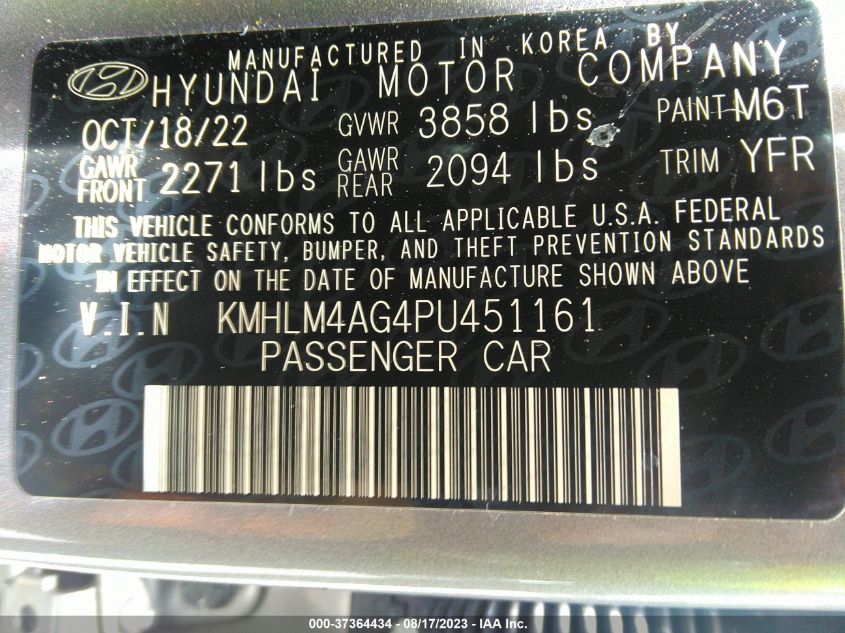 MANUFACTURED IN KOREA BY
HYUNDAI MOTOR COMPANY
OCT/18/22 GVWR 3858 lbs PAINT M6T
GAWR FRONT 2271 lbs GAWR REAR 2094 lbs TRIM YFR
THIS VEHICLE CONFORMS TO ALL APPLICABLE U.S.A. FEDERAL
MOTOR VEHICLE SAFETY, BUMPER, AND THEFT PREVENTION STANDARDS
IN EFFECT ON THE DATE OF MANUFACTURE SHOWN ABOVE
V.I.N KMHLM4AG4PU451161
PASSENGER CAR
000-37364434 - 08/17/2023 - IAA Inc.